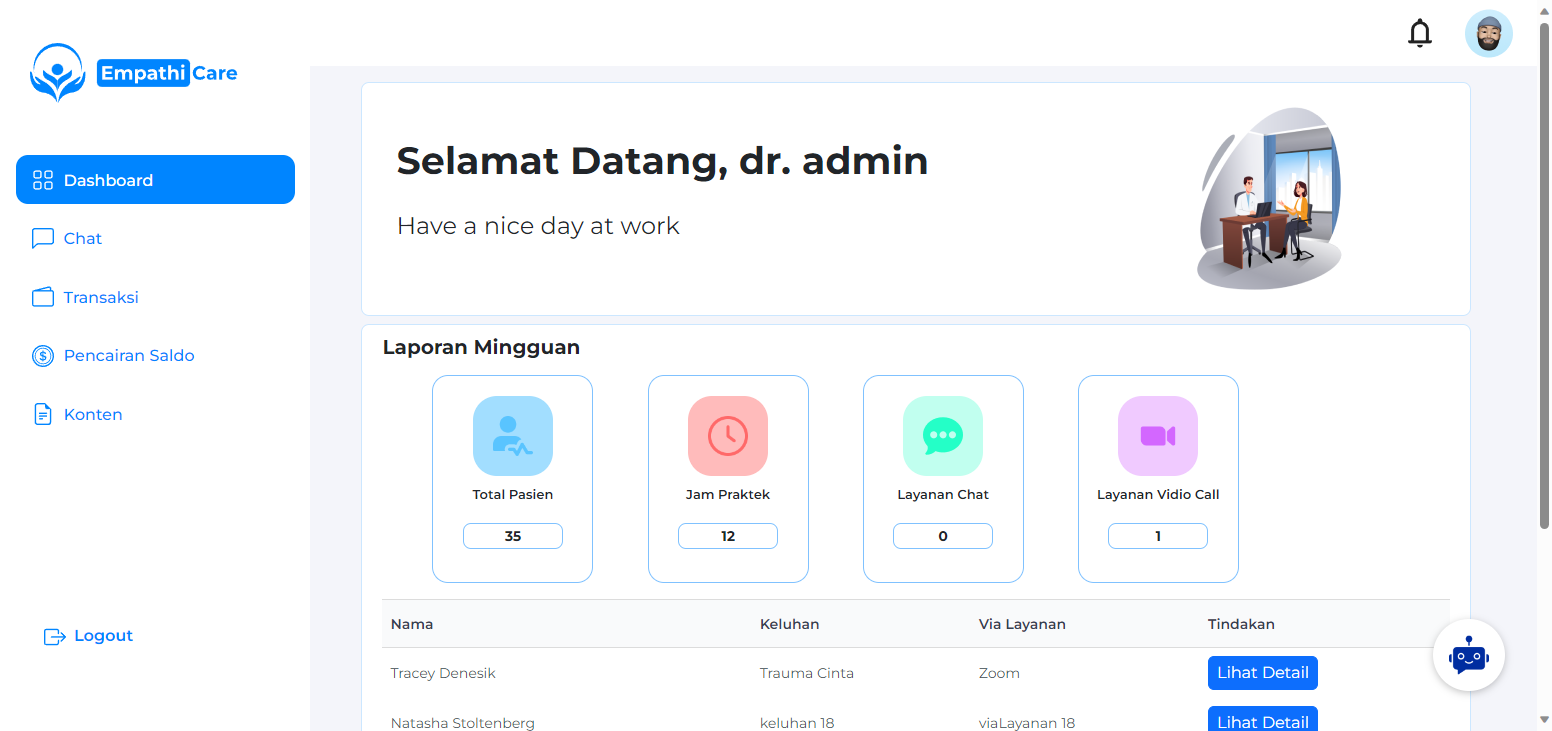 Empathi Care
Dashboard
Chat
Transaksi
$ Pencairan Saldo
Konten
Logout
Selamat Datang, dr. admin
Have a nice day at work
Laporan Mingguan
Total Pasien
35
Jam Praktek
12
Layanan Chat
0
Layanan Vidio Call
1
Nama Keluhan Via Layanan Tindakan
Tracey Denesik Trauma Cinta Zoom Lihat Detail
Natasha Stoltenberg keluhan 18 viaLayanan 18 Lihat Detail